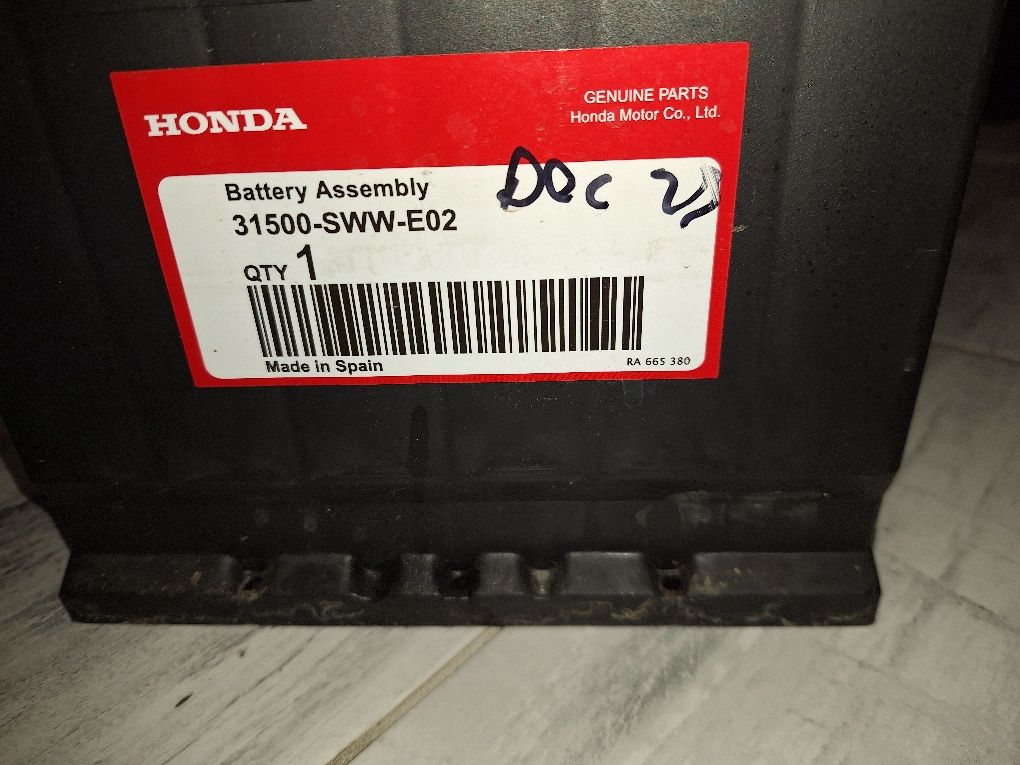 HONDA
GENUINE PARTS
Honda Motor Co., Ltd.
Battery Assembly
Dec
31500-SWW-E02
QTY 1
Made in Spain
RA 665 380